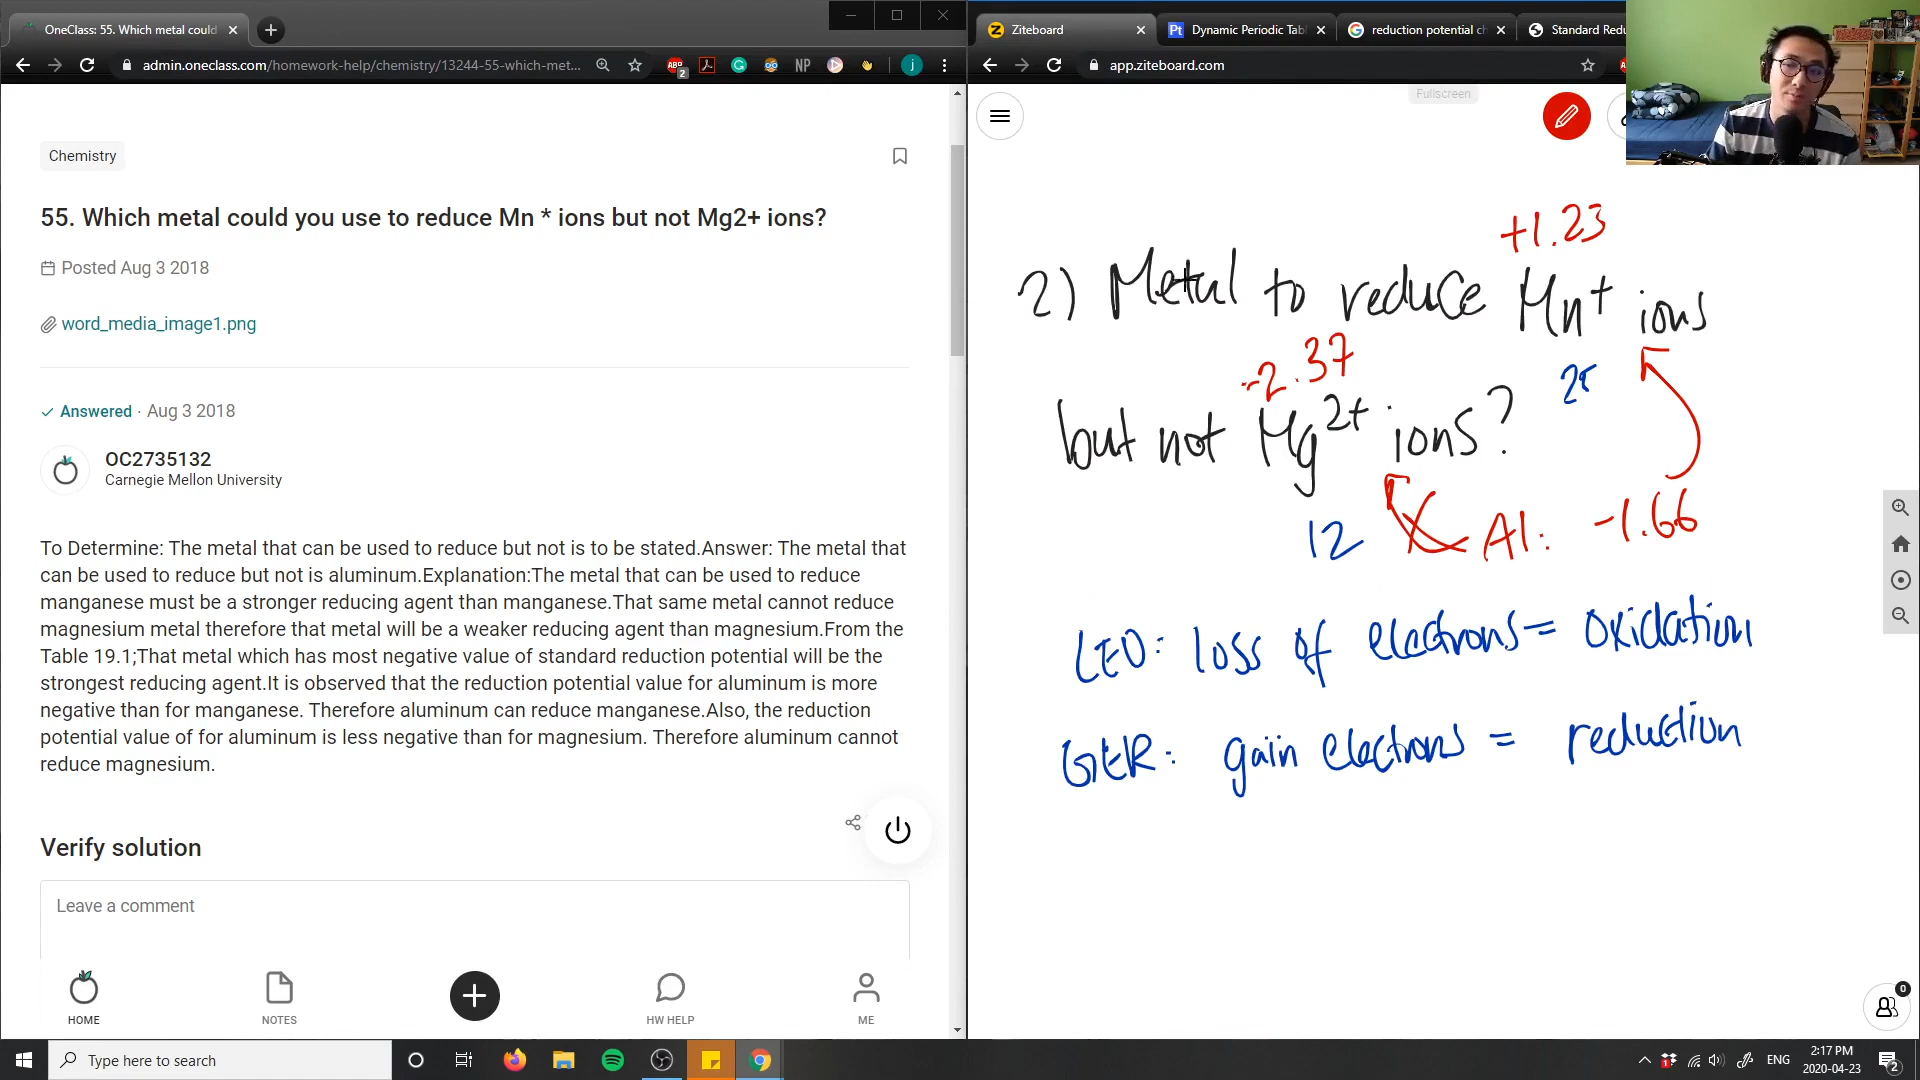 OneClass: 55. Which metal could
admin.oneclass.com/homework-help/chemistry/13244-55-which-met...
ABP
2
NP
j
Chemistry
55. Which metal could you use to reduce Mn * ions but not Mg2+ ions?
Posted Aug 3 2018
word_media_image1.png
Answered · Aug 3 2018
OC2735132
Carnegie Mellon University
To Determine: The metal that can be used to reduce but not is to be stated.Answer: The metal that
can be used to reduce but not is aluminum.Explanation:The metal that can be used to reduce
manganese must be a stronger reducing agent than manganese.That same metal cannot reduce
magnesium metal therefore that metal will be a weaker reducing agent than magnesium.From the
Table 19.1;That metal which has most negative value of standard reduction potential will be the
strongest reducing agent.It is observed that the reduction potential value for aluminum is more
negative than for manganese. Therefore aluminum can reduce manganese.Also, the reduction
potential value of for aluminum is less negative than for magnesium. Therefore aluminum cannot
reduce magnesium.
Verify solution
Leave a comment
HOME
NOTES
HW HELP
ME
Z Ziteboard
Pt Dynamic Periodic Tabl
G reduction potential ch
Standard Redu
app.ziteboard.com
Fullscreen
+1.23
2) Metal to reduce Mn+ ions
-2.37
25
but not Mg2+ ions?
12
Al: -1.66
LEO: loss of electrons = oxidation
GER: gain electrons = reduction
0
Type here to search
ENG
2:17 PM
2020-04-23
2